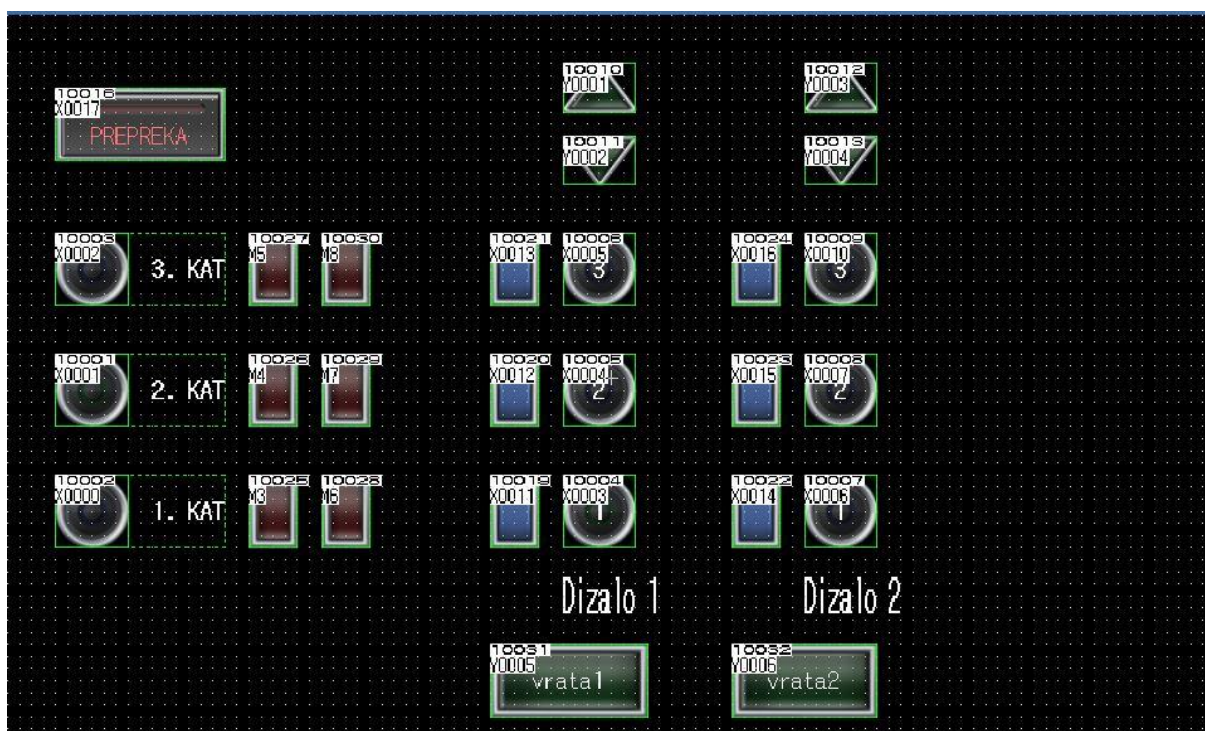 10010 10012
Y0001 Y0003
10016
X0017
PREPREKA
10011 10013
Y0002 Y0004
10003 10027 10030 10021 10006 10024 10009
X0002 M5 M8 X0013 X0005 X0016 X0010
3. KAT 3 3
10001 10026 10029 10020 10005 10023 10008
X0001 M4 M7 X0012 X0004 X0015 X0007
2. KAT 2 2
10002 10025 10028 10019 10004 10022 10007
X0000 M3 M6 X0011 X0003 X0014 X0006
1. KAT 1 1
Dizalo 1 Dizalo 2
10031 10032
Y0005 Y0006
vrata1 vrata2